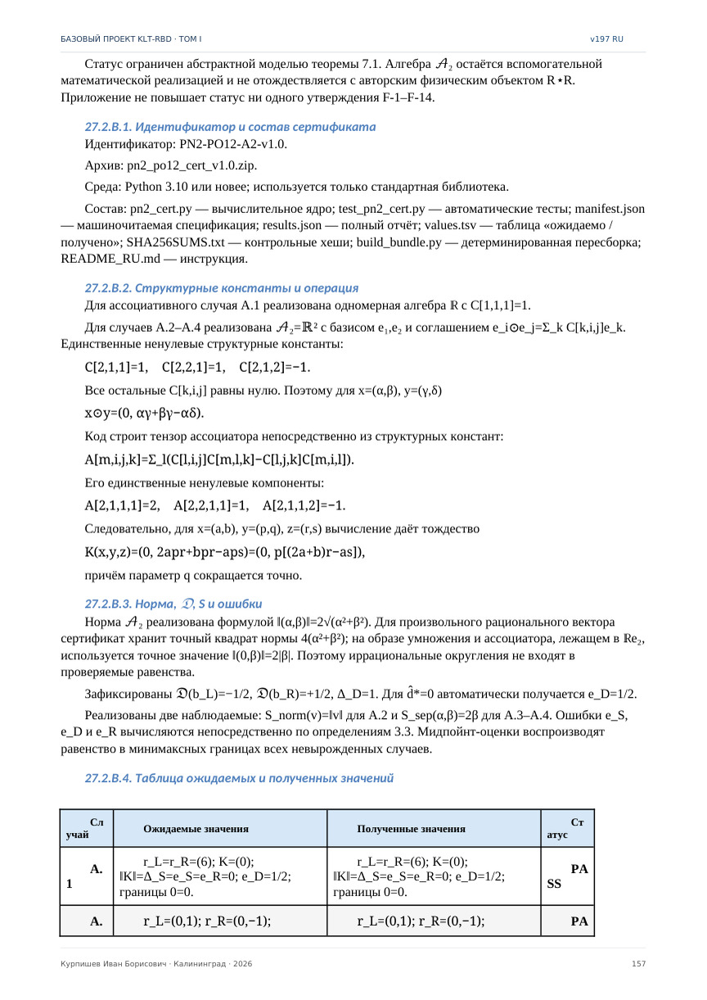 БАЗОВЫЙ ПРОЕКТ KLT-RBD · ТОМ I
v197 RU
Статус ограничен абстрактной моделью теоремы 7.1. Алгебра 𝒜₂ остаётся вспомогательной
математической реализацией и не отождествляется с авторским физическим объектом R⋆R.
Приложение не повышает статус ни одного утверждения F-1–F-14.
27.2.B.1. Идентификатор и состав сертификата
Идентификатор: PN2-PO12-A2-v1.0.
Архив: pn2_po12_cert_v1.0.zip.
Среда: Python 3.10 или новее; используется только стандартная библиотека.
Состав: pn2_cert.py — вычислительное ядро; test_pn2_cert.py — автоматические тесты; manifest.json
— машиночитаемая спецификация; results.json — полный отчёт; values.tsv — таблица «ожидаемо /
получено»; SHA256SUMS.txt — контрольные хеши; build_bundle.py — детерминированная пересборка;
README_RU.md — инструкция.
27.2.B.2. Структурные константы и операция
Для ассоциативного случая A.1 реализована одномерная алгебра ℝ с C[1,1,1]=1.
Для случаев A.2–A.4 реализована 𝒜₂=ℝ² с базисом e₁,e₂ и соглашением e_i⊙e_j=Σ_k C[k,i,j]e_k.
Единственные ненулевые структурные константы:
C[2,1,1]=1, C[2,2,1]=1, C[2,1,2]=−1.
Все остальные C[k,i,j] равны нулю. Поэтому для x=(α,β), y=(γ,δ)
x⊙y=(0, αγ+βγ−αδ).
Код строит тензор ассоциатора непосредственно из структурных констант:
A[m,i,j,k]=Σ_l(C[l,i,j]C[m,l,k]−C[l,j,k]C[m,i,l]).
Его единственные ненулевые компоненты:
A[2,1,1,1]=2, A[2,2,1,1]=1, A[2,1,1,2]=−1.
Следовательно, для x=(a,b), y=(p,q), z=(r,s) вычисление даёт тождество
K(x,y,z)=(0, 2apr+bpr−aps)=(0, p[(2a+b)r−as]),
причём параметр q сокращается точно.
27.2.B.3. Норма, 𝔇, S и ошибки
Норма 𝒜₂ реализована формулой ‖(α,β)‖=2√(α²+β²). Для произвольного рационального вектора
сертификат хранит точный квадрат нормы 4(α²+β²); на образе умножения и ассоциатора, лежащем в ℝe₂,
используется точное значение ‖(0,β)‖=2|β|. Поэтому иррациональные округления не входят в
проверяемые равенства.
Зафиксированы 𝔇(b_L)=−1/2, 𝔇(b_R)=+1/2, Δ_D=1. Для d̂*=0 автоматически получается e_D=1/2.
Реализованы две наблюдаемые: S_norm(v)=‖v‖ для A.2 и S_sep(α,β)=2β для A.3–A.4. Ошибки e_S,
e_D и e_R вычисляются непосредственно по определениям 3.3. Мидпойнт-оценки воспроизводят
равенство в минимаксных границах всех невырожденных случаев.
27.2.B.4. Таблица ожидаемых и полученных значений
Сл
учай
Ожидаемые значения
Полученные значения
Ст
атус
A.
1
r_L=r_R=(6); K=(0);
‖K‖=Δ_S=e_S=e_R=0; e_D=1/2;
границы 0=0.
r_L=r_R=(6); K=(0);
‖K‖=Δ_S=e_S=e_R=0; e_D=1/2;
границы 0=0.
PA
SS
A.
r_L=(0,1); r_R=(0,−1);
r_L=(0,1); r_R=(0,−1);
PA
Курпишев Иван Борисович · Калининград · 2026
157